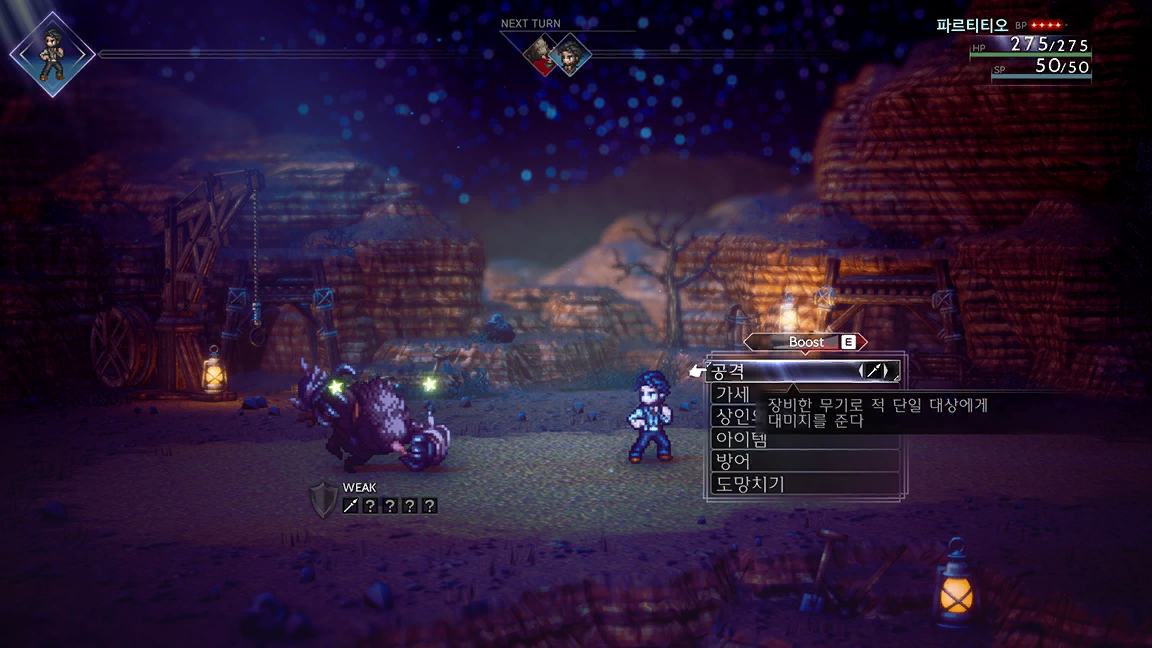 NEXT TURN
파르티티오 BP
HP 275/275
SP 50/50
Boost E
공격
가세
상인의
장비한 무기로 적 단일 대상에게
대미지를 준다
아이템
방어
도망치기
WEAK
? ? ? ?